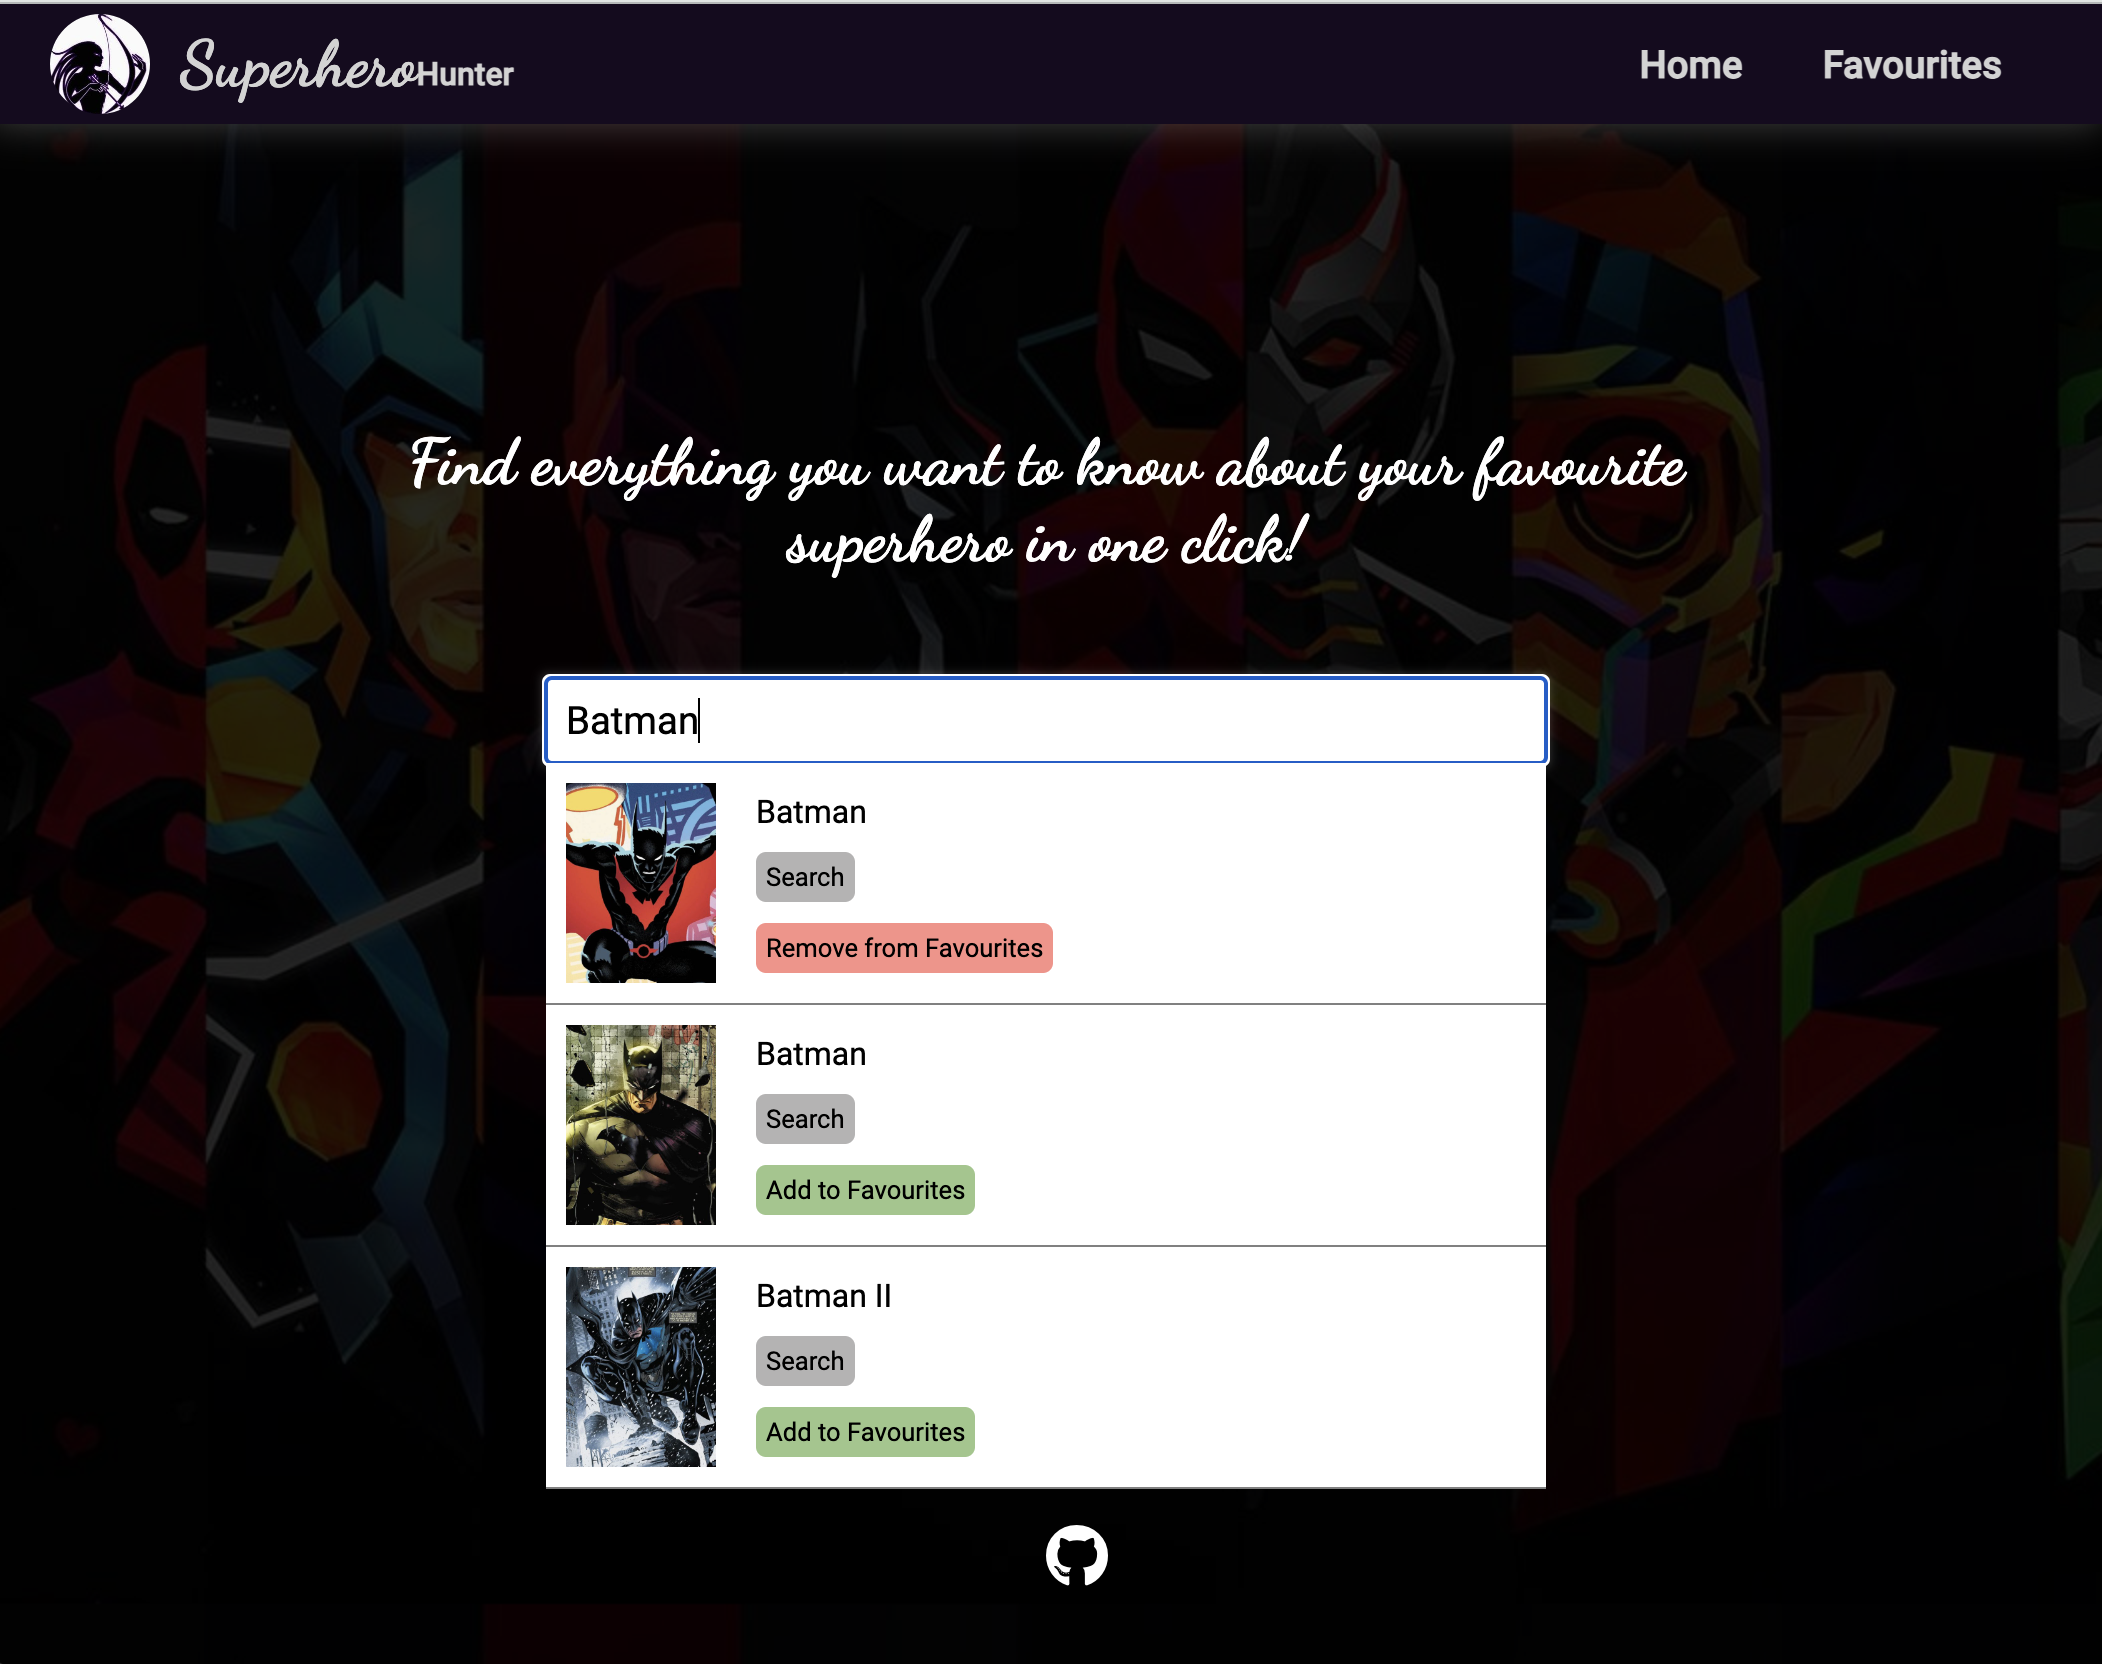 SuperheroHunter
Home
Favourites
Find everything you want to know about your favourite
superhero in one click!
Batman
Batman
Search
Remove from Favourites
Batman
Search
Add to Favourites
Batman II
Search
Add to Favourites